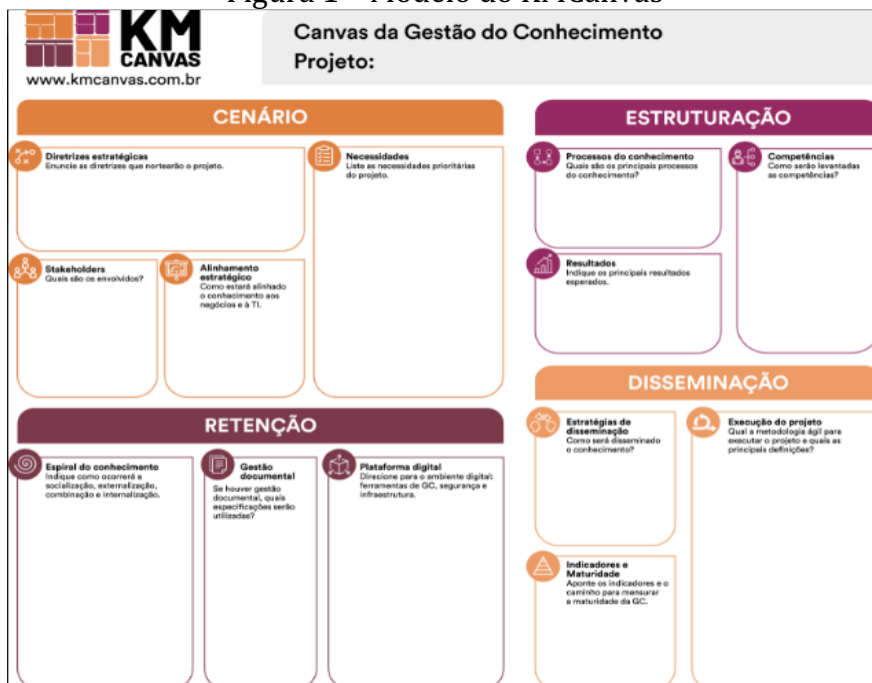 Figura 1 – Modelo do KMCanvas
KM
CANVAS
www.kmcanvas.com.br
Canvas da Gestão do Conhecimento
Projeto:
CENÁRIO
Diretrizes estratégicas
Enuncie as diretrizes que nortearão o projeto.
Necessidades
Liste as necessidades prioritárias
do projeto.
Stakeholders
Quais são os envolvidos?
Alinhamento
estratégico
Como estará alinhado
o conhecimento aos
negócios e à TI.
ESTRUTURAÇÃO
Processos do conhecimento
Quais são os principais processos
do conhecimento?
Competências
Como serão levantadas
as competências?
Resultados
Indique os principais resultados
esperados.
RETENÇÃO
Espiral do conhecimento
Indique como ocorrerá a
socialização, externalização,
combinação e internalização.
Gestão
documental
Se houver gestão
documental, quais
especificações serão
utilizadas?
Plataforma digital
Direcione para o ambiente digital:
ferramentas de GC, segurança e
infraestrutura.
DISSEMINAÇÃO
Estratégias de
disseminação
Como será disseminado
o conhecimento?
Execução do projeto
Qual a metodologia ágil para
executar o projeto e quais as
principais definições?
Indicadores e
Maturidade
Aponte os indicadores e o
caminho para mensurar
a maturidade da GC.